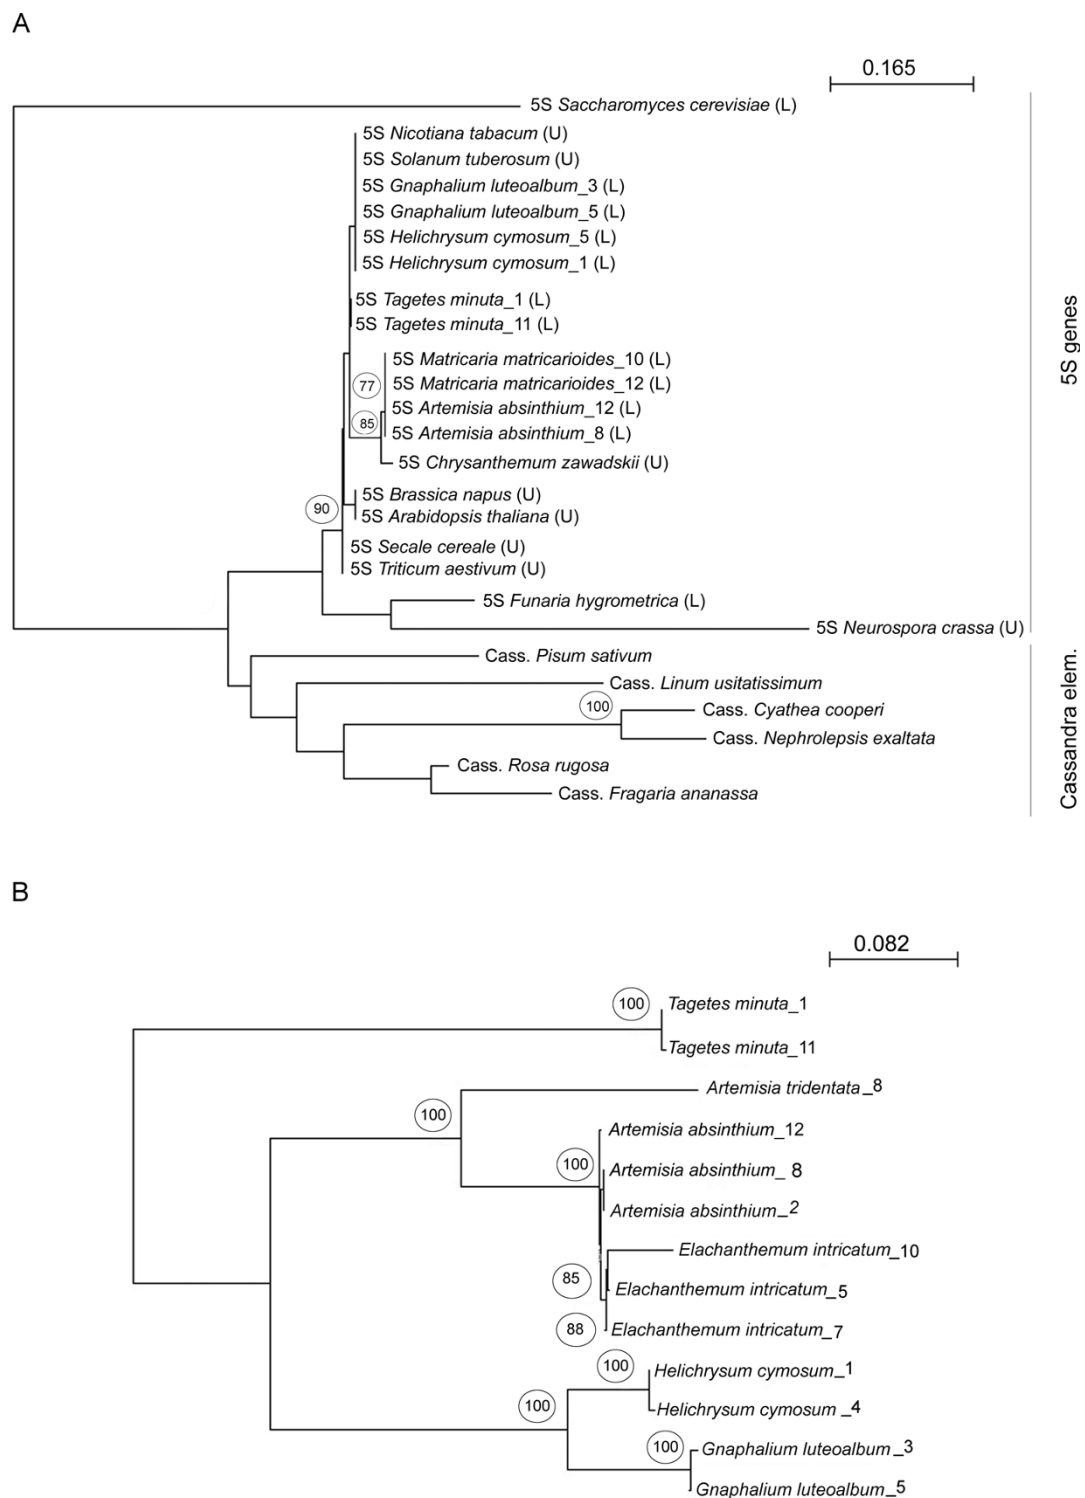 A
0.165
5S Saccharomyces cerevisiae (L)
5S Nicotiana tabacum (U)
5S Solanum tuberosum (U)
5S Gnaphalium luteoalbum_3 (L)
5S Gnaphalium luteoalbum_5 (L)
5S Helichrysum cymosum_5 (L)
5S Helichrysum cymosum_1 (L)
5S Tagetes minuta_1 (L)
5S Tagetes minuta_11 (L)
5S Matricaria matricarioides_10 (L)
77
5S Matricaria matricarioides_12 (L)
5S Artemisia absinthium_12 (L)
85
5S Artemisia absinthium_8 (L)
5S Chrysanthemum zawadskii (U)
5S Brassica napus (U)
90
5S Arabidopsis thaliana (U)
5S Secale cereale (U)
5S Triticum aestivum (U)
5S Funaria hygrometrica (L)
5S Neurospora crassa (U)
5S genes
Cass. Pisum sativum
Cass. Linum usitatissimum
100
Cass. Cyathea cooperi
Cass. Nephrolepsis exaltata
Cass. Rosa rugosa
Cass. Fragaria ananassa
Cassandra elem.
B
0.082
100
Tagetes minuta_1
Tagetes minuta_11
Artemisia tridentata_8
100
Artemisia absinthium_12
100
Artemisia absinthium_ 8
Artemisia absinthium_2
Elachanthemum intricatum_10
85
Elachanthemum intricatum_5
88
Elachanthemum intricatum_7
100
Helichrysum cymosum_1
100
Helichrysum cymosum _4
100
Gnaphalium luteoalbum_3
Gnaphalium luteoalbum_5